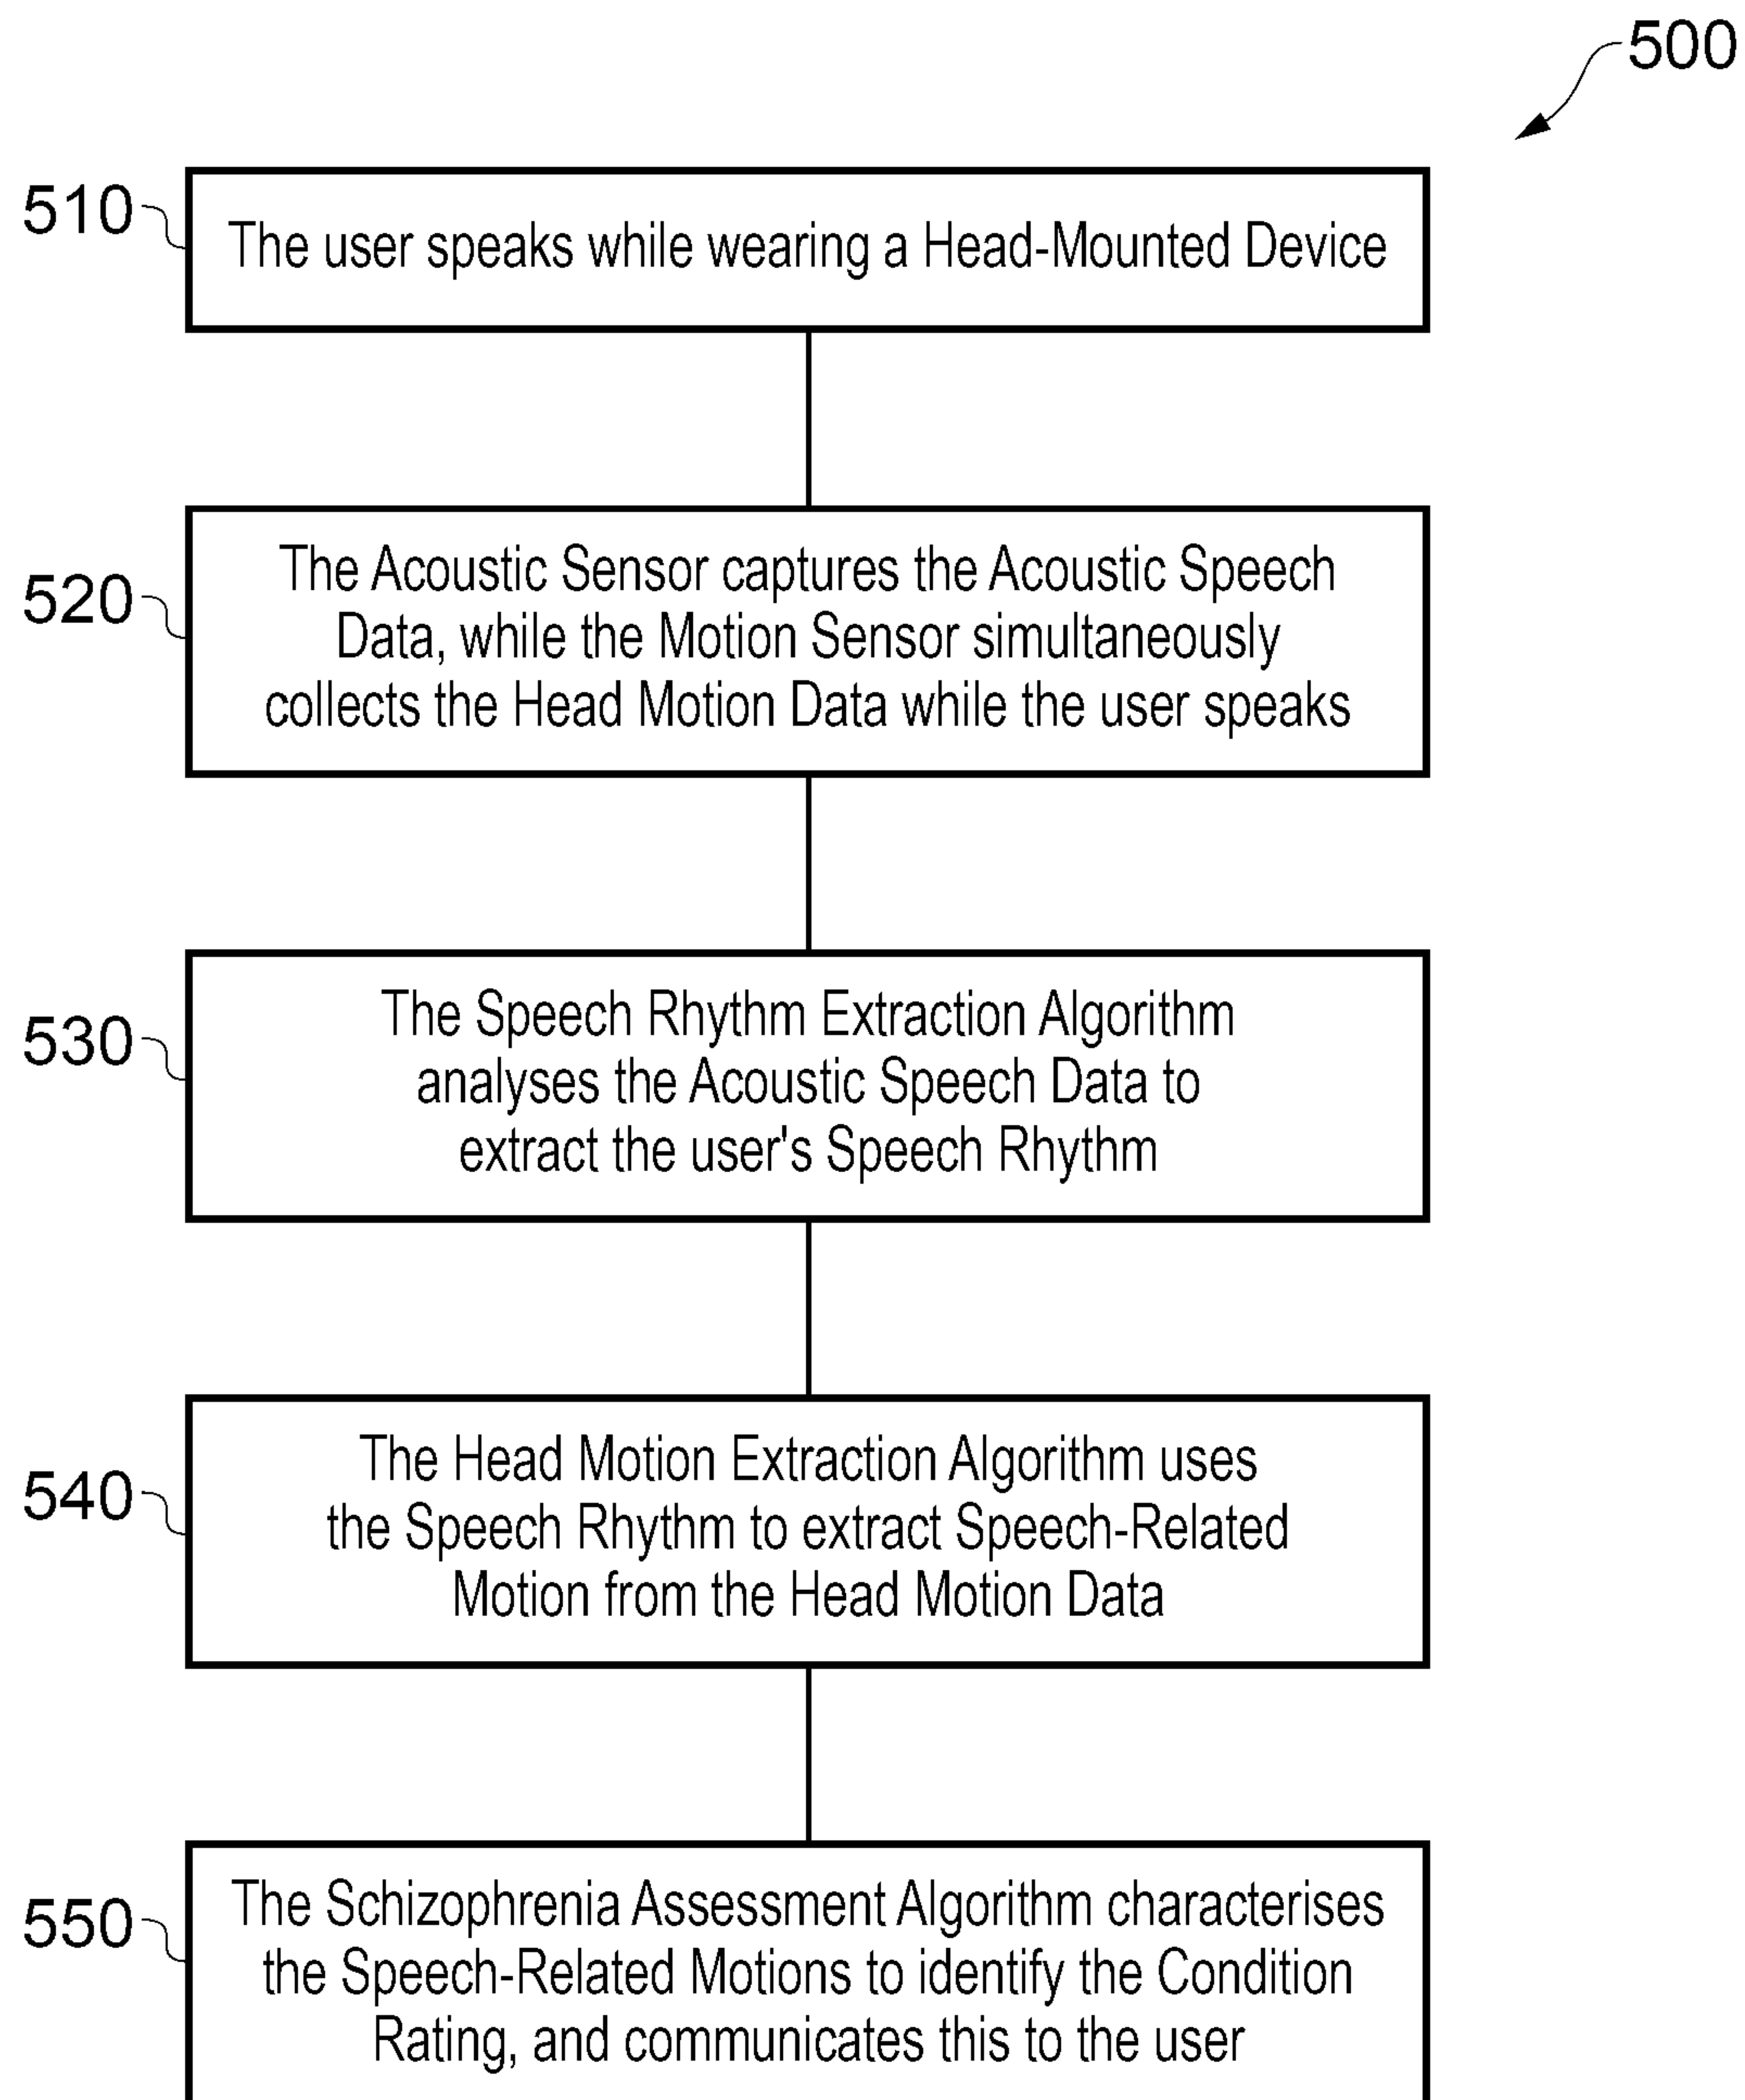 500
510
The user speaks while wearing a Head-Mounted Device
520
The Acoustic Sensor captures the Acoustic Speech
Data, while the Motion Sensor simultaneously
collects the Head Motion Data while the user speaks
530
The Speech Rhythm Extraction Algorithm
analyses the Acoustic Speech Data to
extract the user's Speech Rhythm
540
The Head Motion Extraction Algorithm uses
the Speech Rhythm to extract Speech-Related
Motion from the Head Motion Data
550
The Schizophrenia Assessment Algorithm characterises
the Speech-Related Motions to identify the Condition
Rating, and communicates this to the user